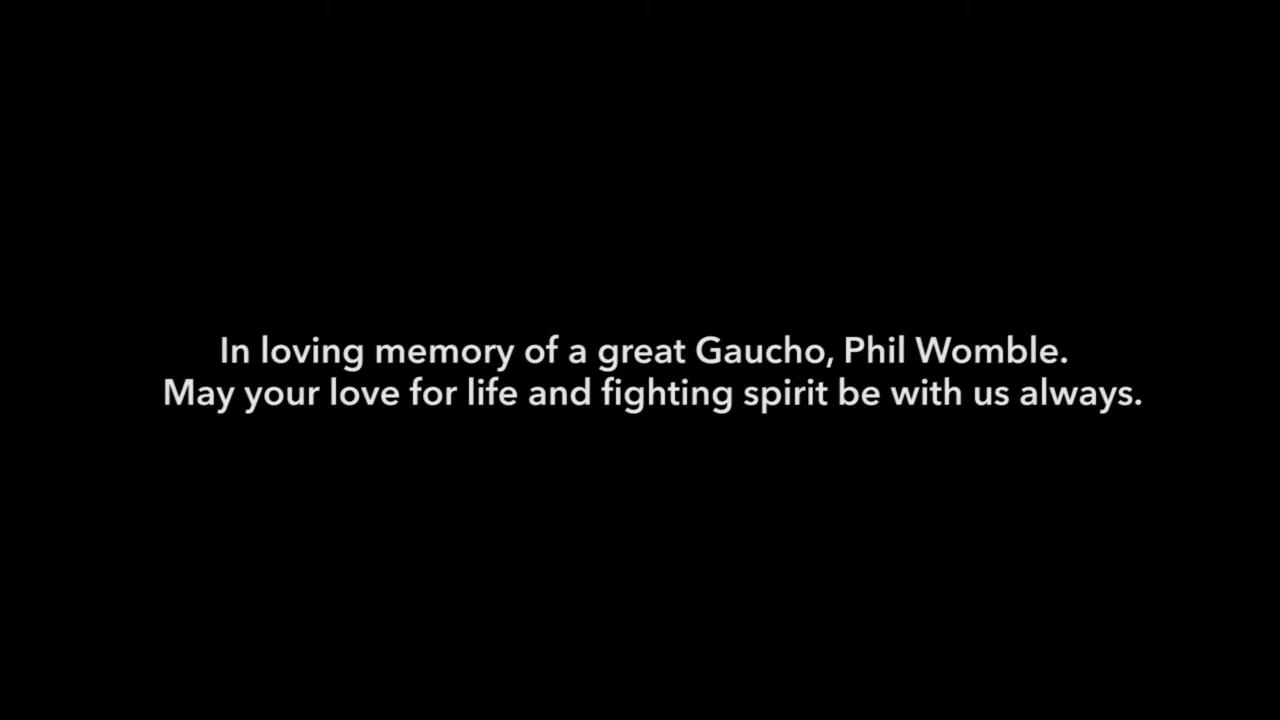 In loving memory of a great Gaucho, Phil Womble.
May your love for life and fighting spirit be with us always.